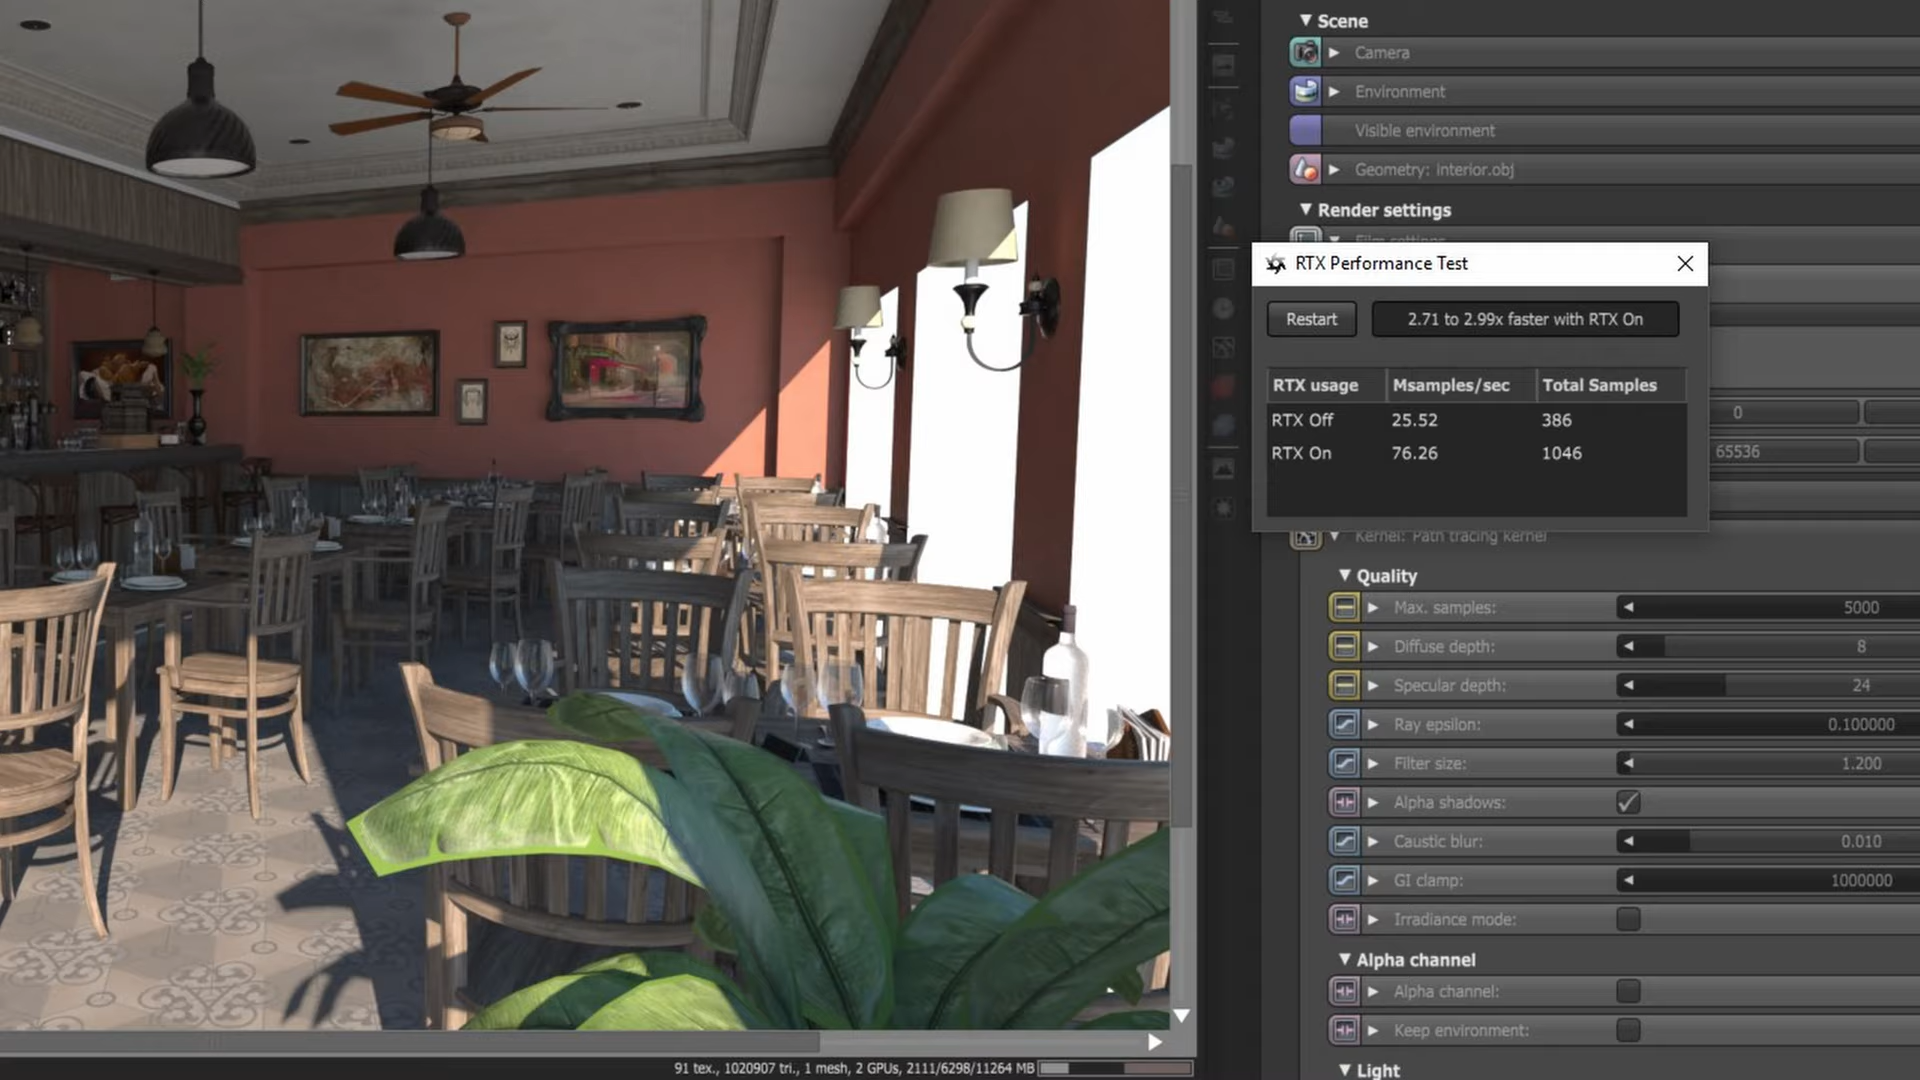 Scene
Camera
Environment
Visible environment
Geometry: interior.obj
Render settings
Film settings
RTX Performance Test
Restart
2.71 to 2.99x faster with RTX On
RTX usage Msamples/sec Total Samples
RTX Off 25.52 386
RTX On 76.26 1046
0
65536
Kernel: Path tracing kernel
Quality
Max. samples: 5000
Diffuse depth: 8
Specular depth: 24
Ray epsilon: 0.100000
Filter size: 1.200
Alpha shadows:
Caustic blur: 0.010
GI clamp: 1000000
Irradiance mode:
Alpha channel
Alpha channel:
Keep environment:
Light
91 tex., 1020907 tri., 1 mesh, 2 GPUs, 2111/6298/11264 MB